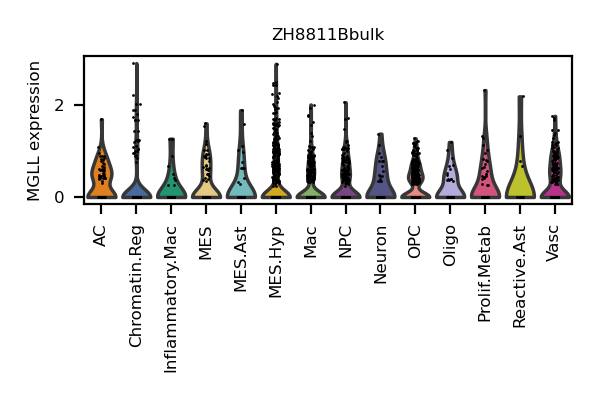 ZH8811Bbulk
MGLL expression
2
0
AC
Chromatin.Reg
Inflammatory.Mac
MES
MES.Ast
MES.Hyp
Mac
NPC
Neuron
OPC
Oligo
Prolif.Metab
Reactive.Ast
Vasc